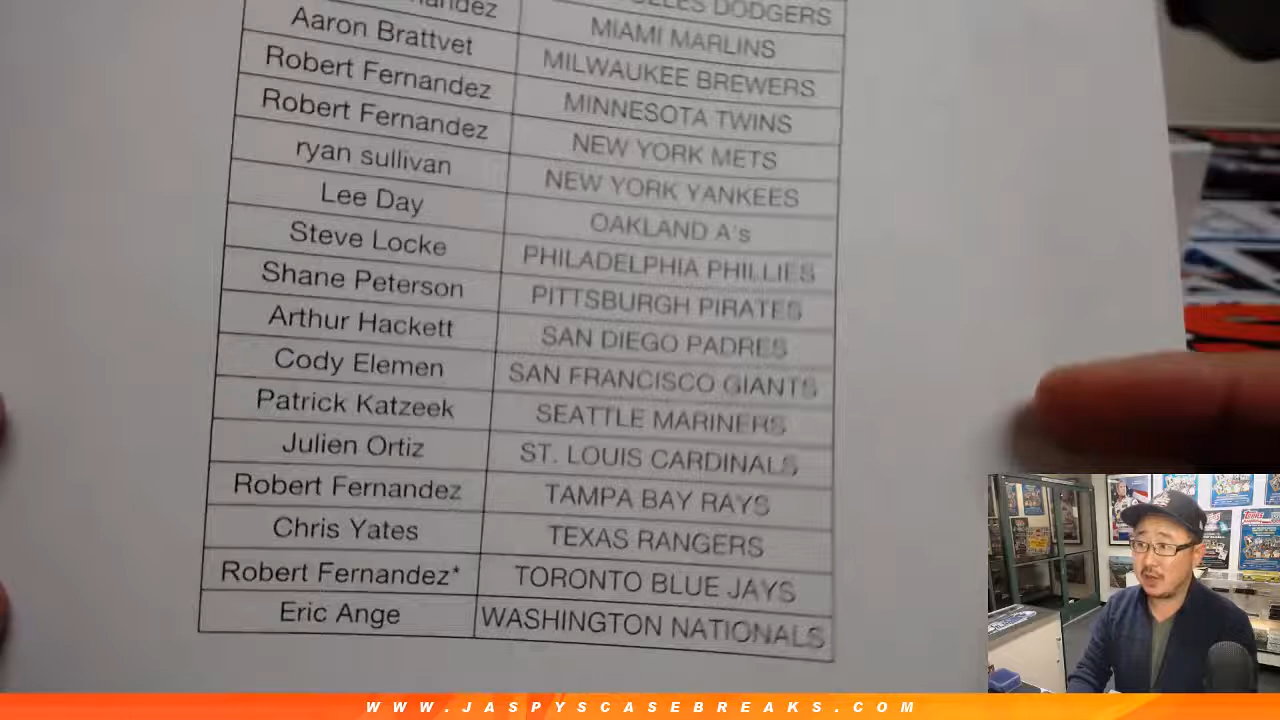 DODGERS
MIAMI MARLINS
Aaron Brattvet MILWAUKEE BREWERS
Robert Fernandez MINNESOTA TWINS
Robert Fernandez NEW YORK METS
ryan sullivan NEW YORK YANKEES
Lee Day OAKLAND A's
Steve Locke PHILADELPHIA PHILLIES
Shane Peterson PITTSBURGH PIRATES
Arthur Hackett SAN DIEGO PADRES
Cody Elemen SAN FRANCISCO GIANTS
Patrick Katzeek SEATTLE MARINERS
Julien Ortiz ST. LOUIS CARDINALS
Robert Fernandez TAMPA BAY RAYS
Chris Yates TEXAS RANGERS
Robert Fernandez* TORONTO BLUE JAYS
Eric Ange WASHINGTON NATIONALS
WWW.JASPYSCASEBREAKS.COM